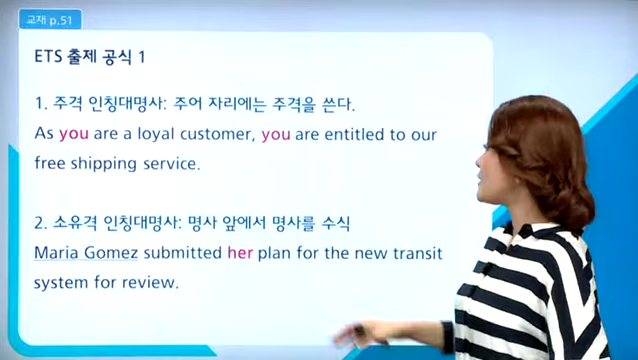 교재 p.51
ETS 출제 공식 1
1. 주격 인칭대명사: 주어 자리에는 주격을 쓴다.
As you are a loyal customer, you are entitled to our
free shipping service.
2. 소유격 인칭대명사: 명사 앞에서 명사를 수식
Maria Gomez submitted her plan for the new transit
system for review.